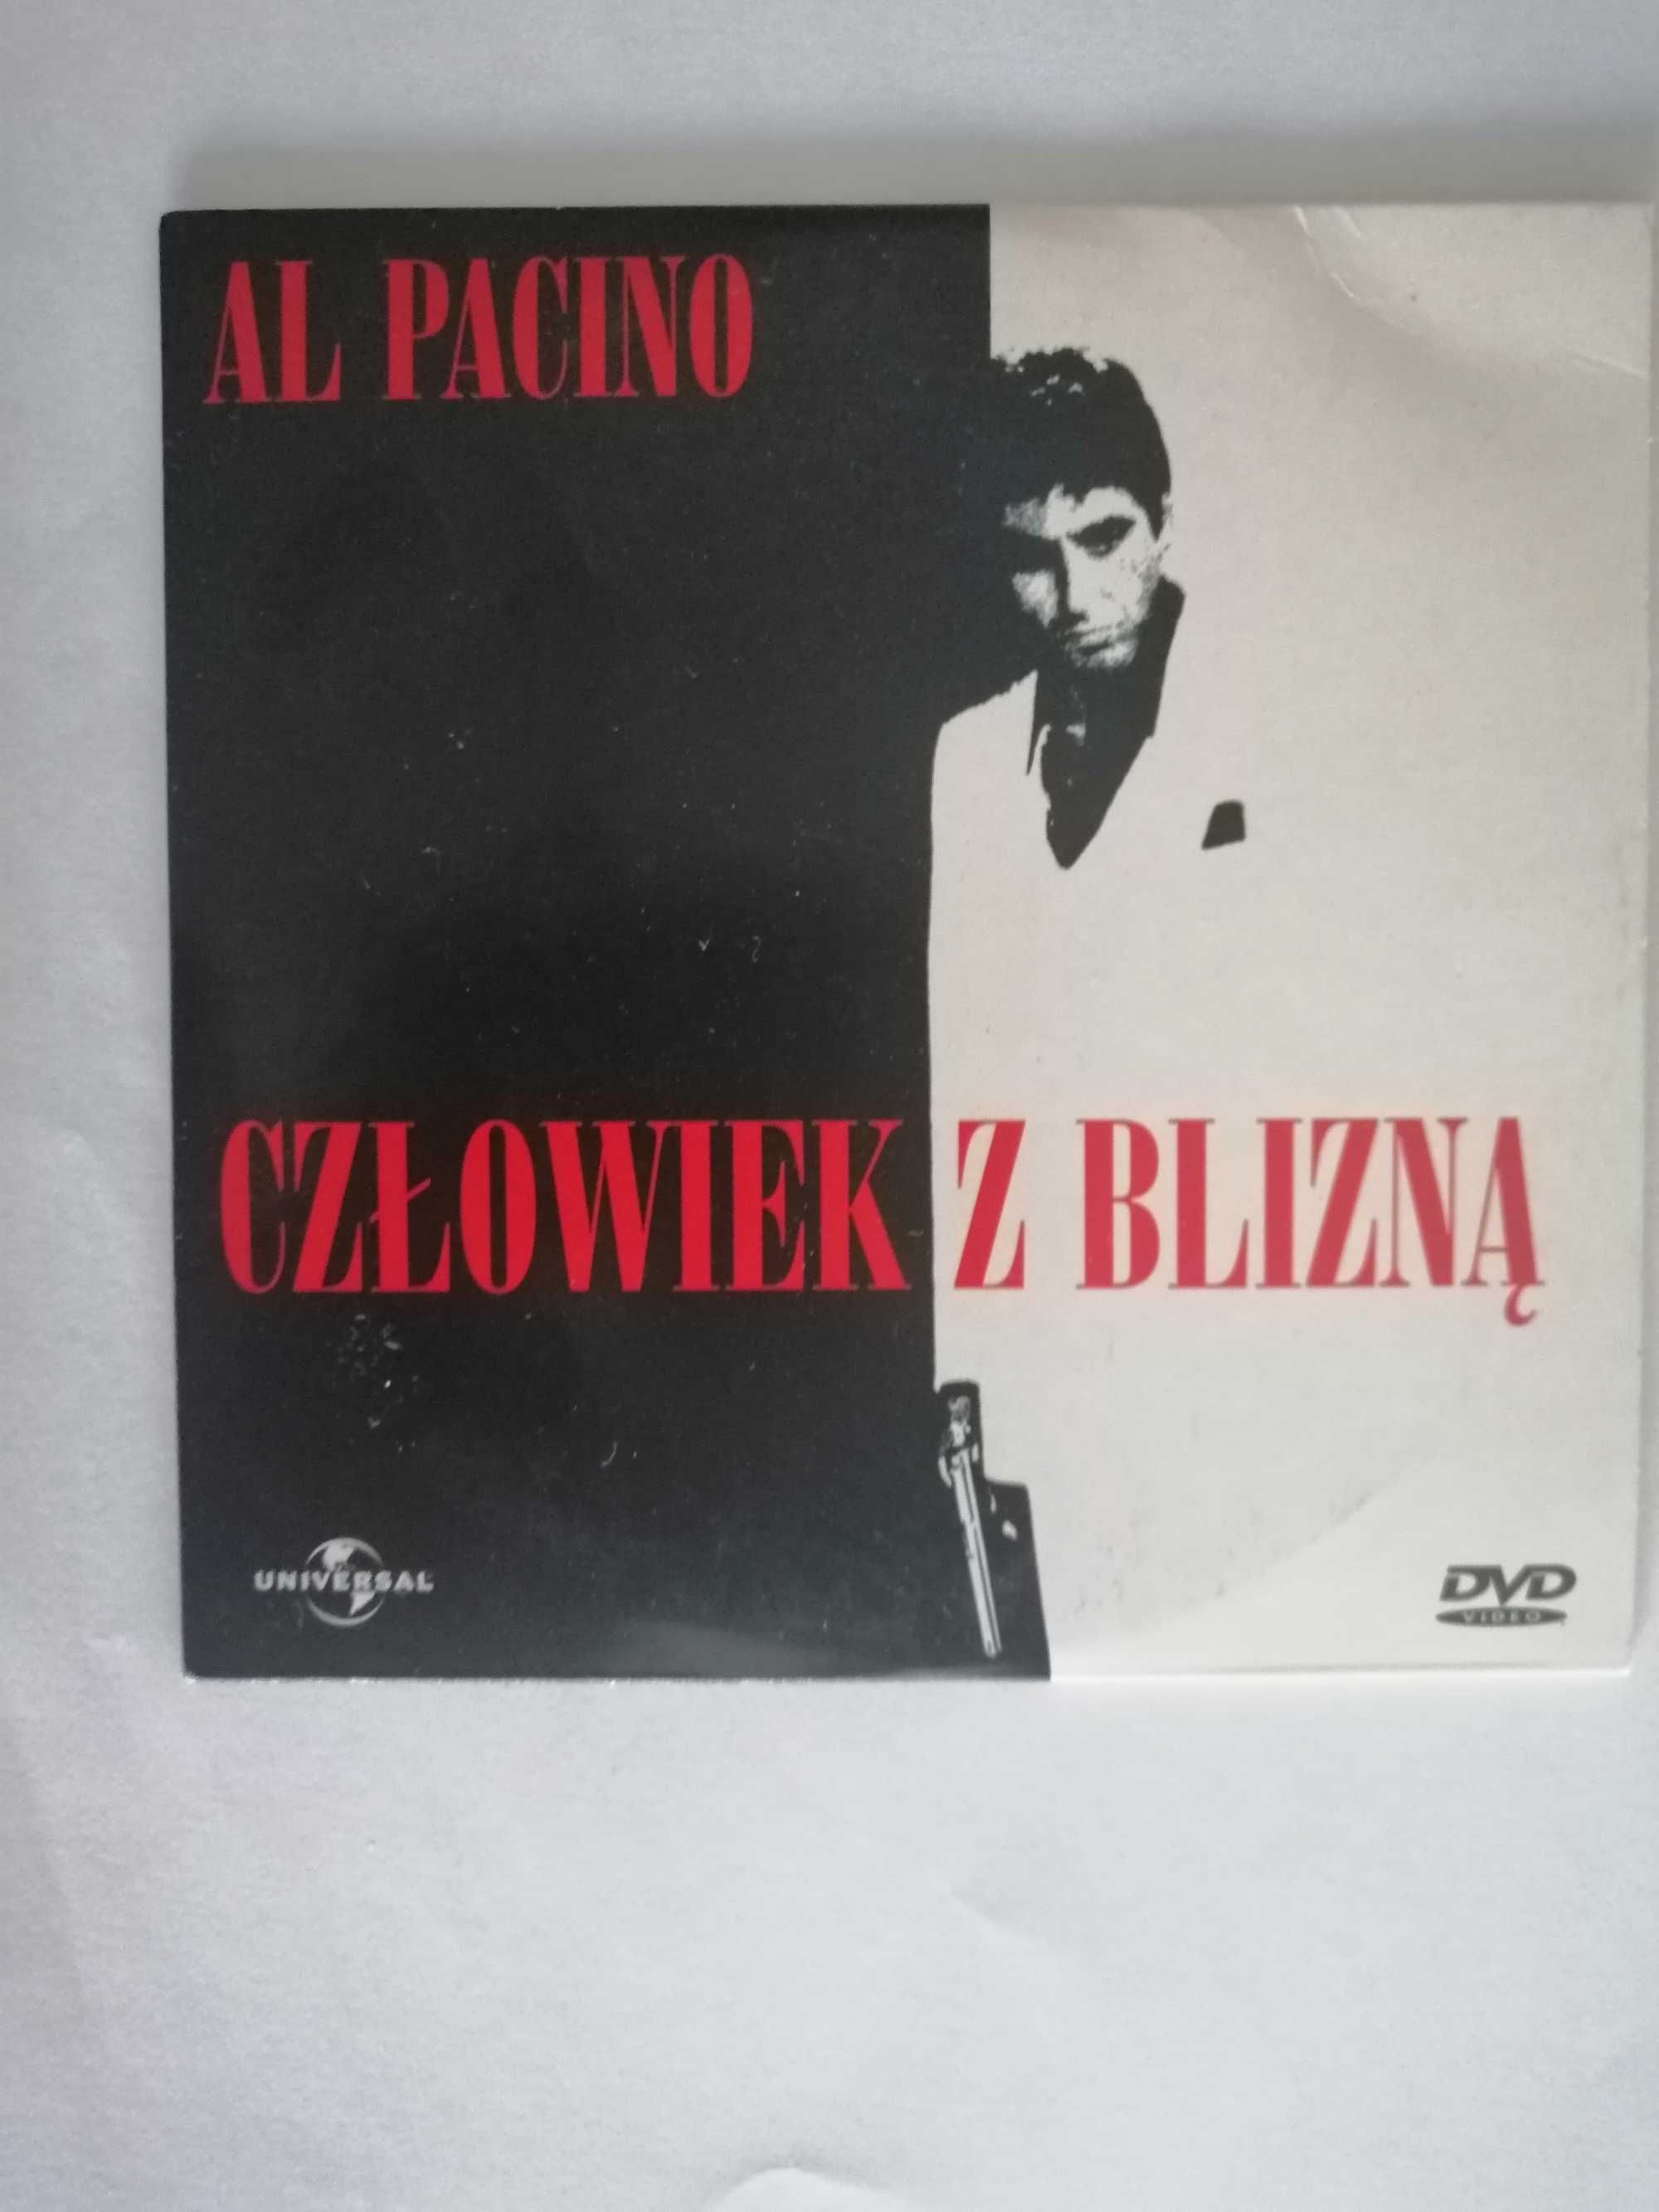 AL PACINO
CZŁOWIEK Z BLIZNĄ
UNIVERSAL
DVD
VIDEO